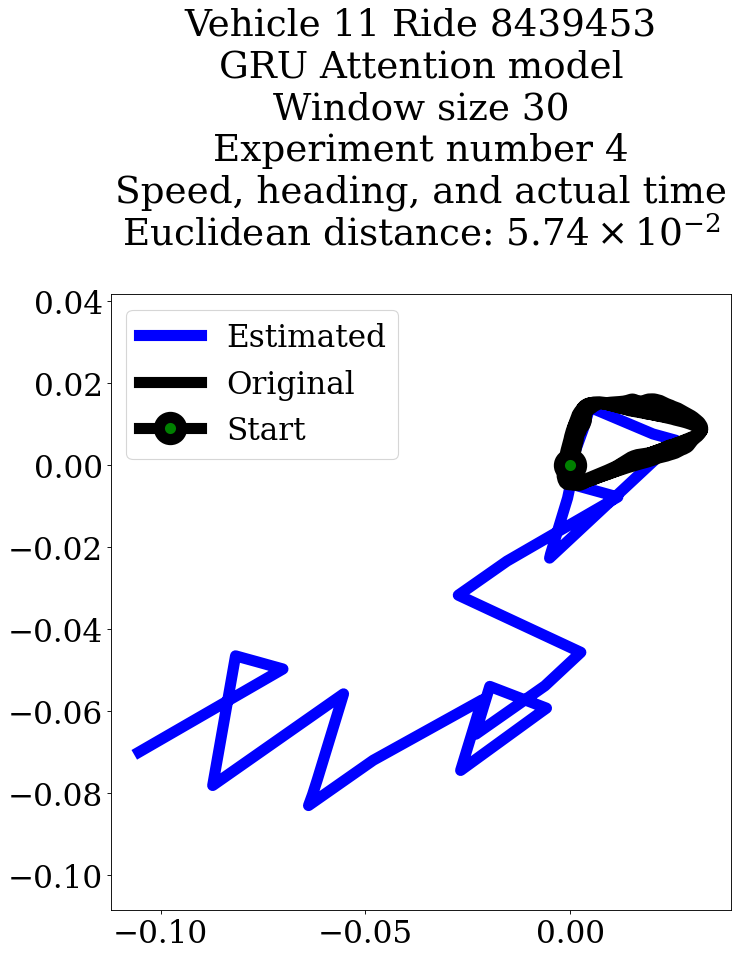 Vehicle 11 Ride 8439453
GRU Attention model
Window size 30
Experiment number 4
Speed, heading, and actual time
Euclidean distance: 5.74 × 10⁻²
0.04
0.02
0.00
−0.02
−0.04
−0.06
−0.08
−0.10
Estimated
Original
Start
−0.10
−0.05
0.00